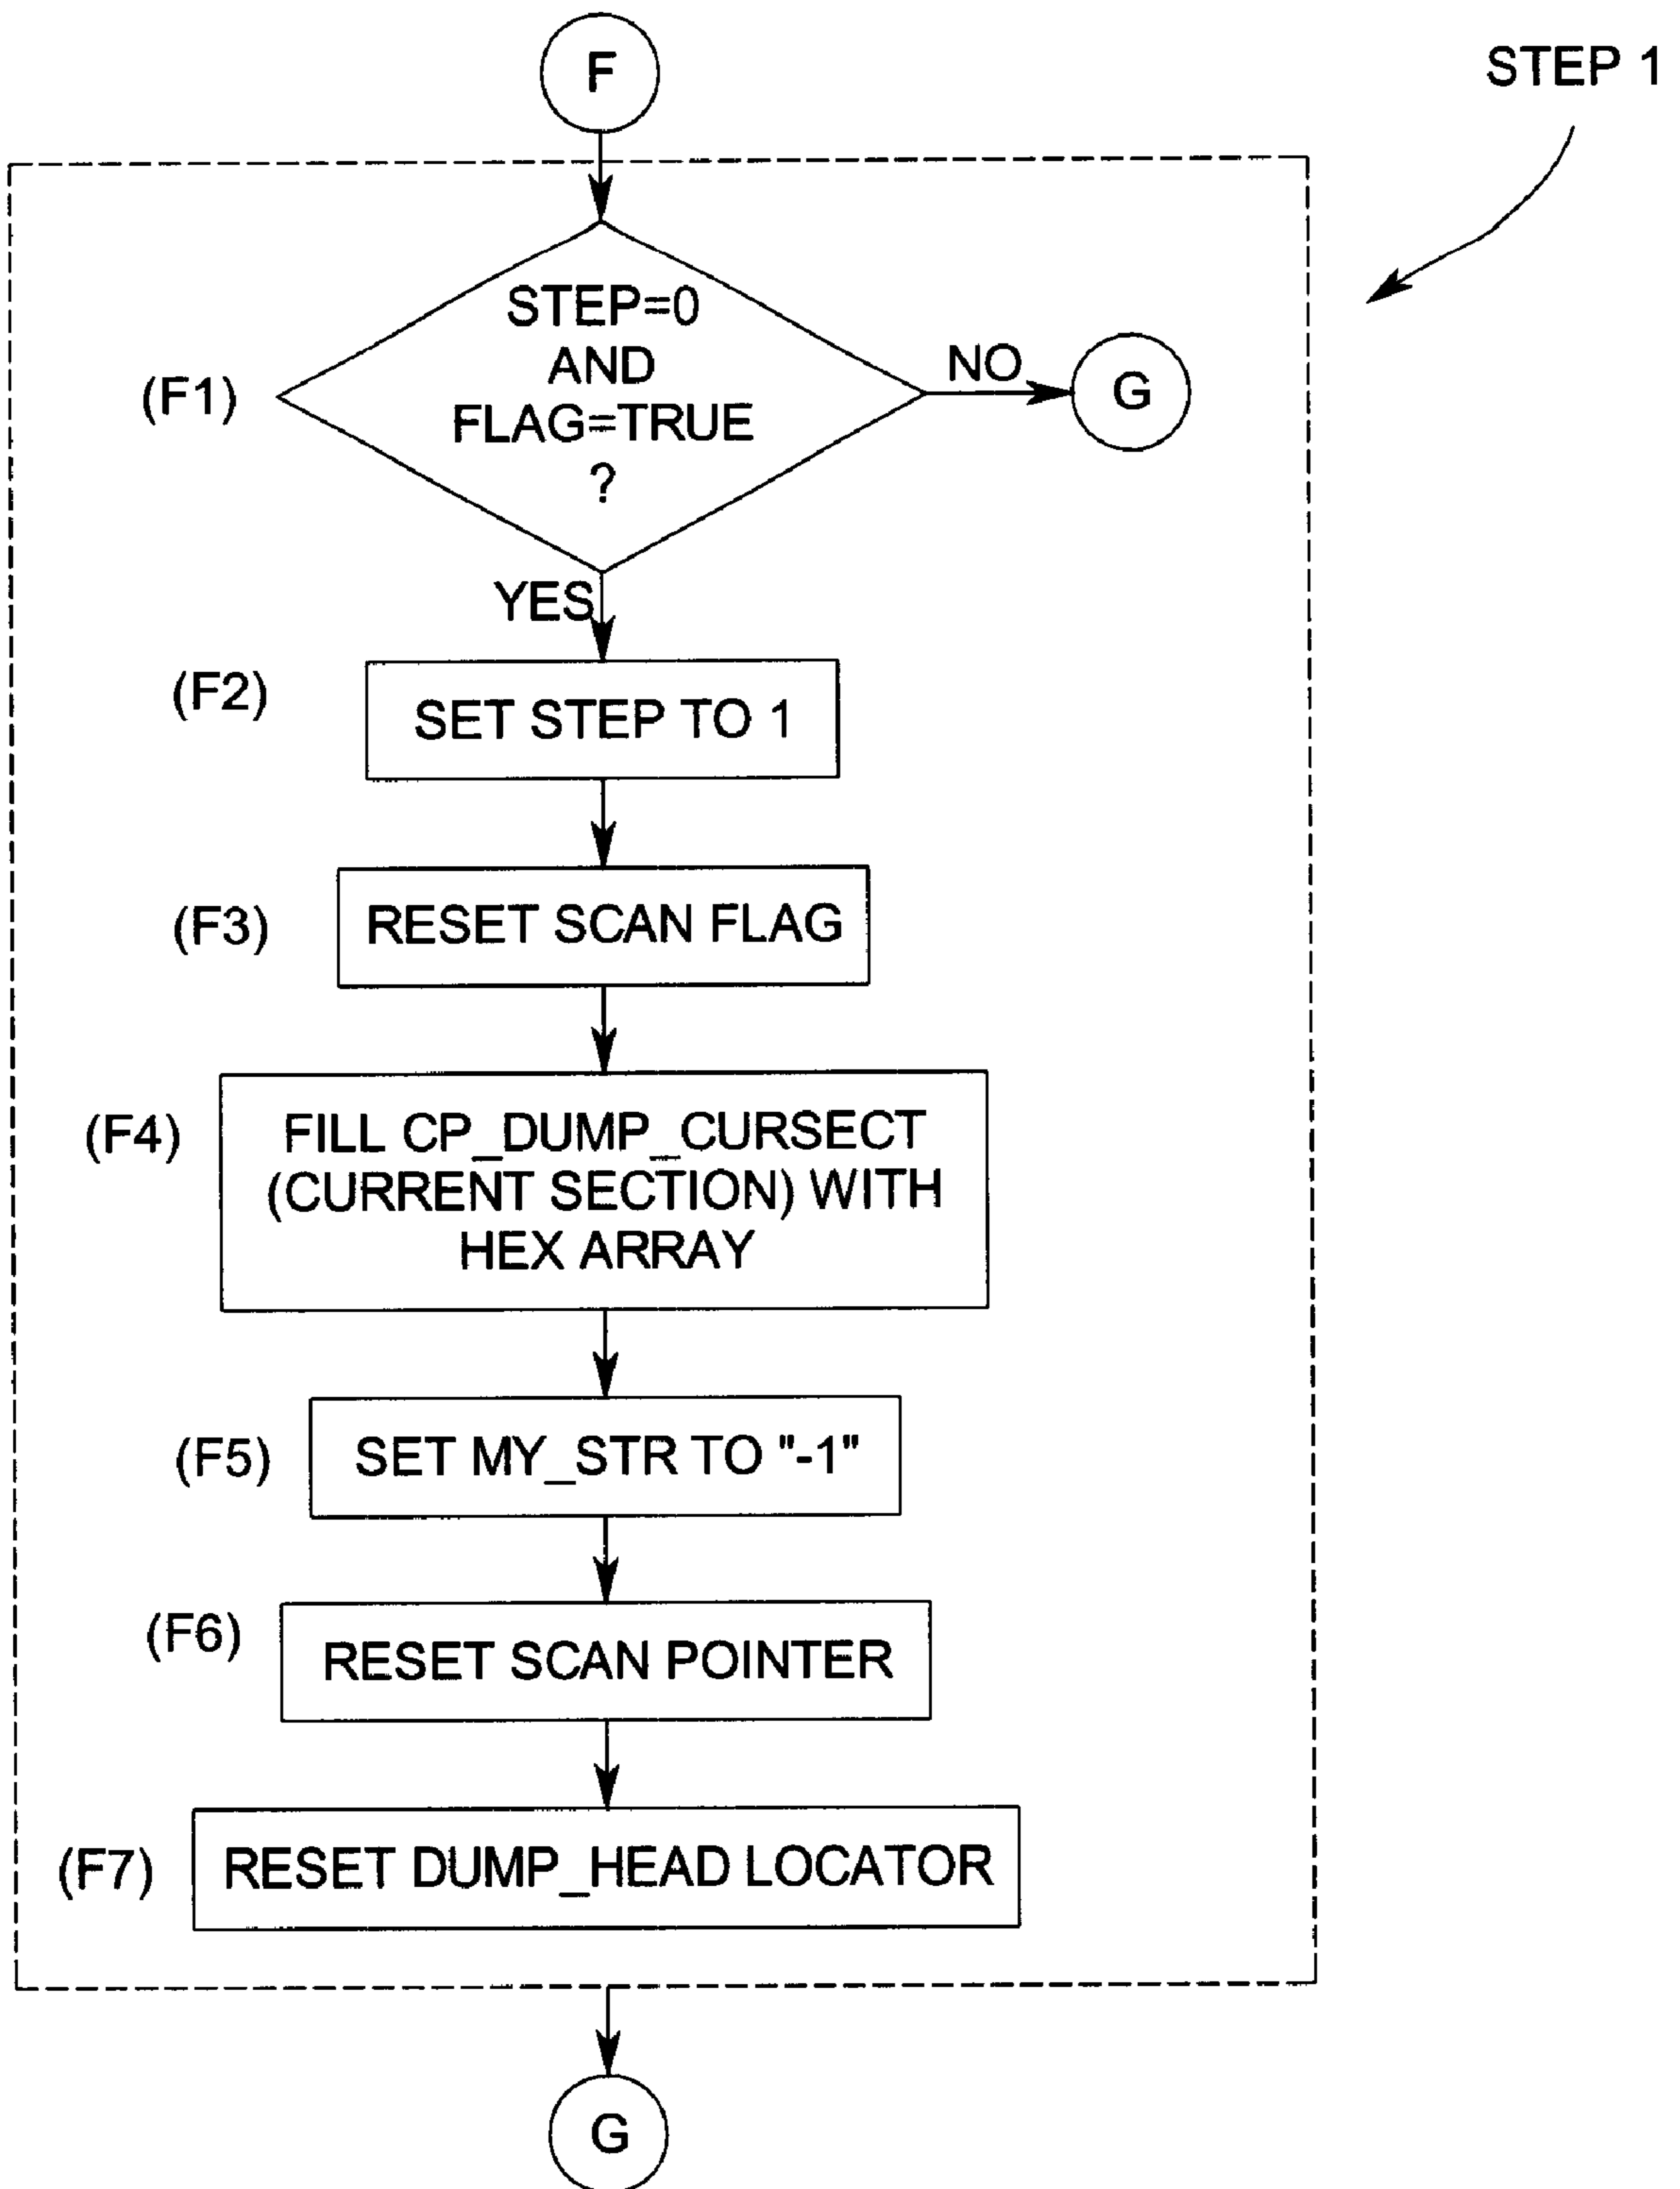 F
STEP 1
STEP=0
AND
FLAG=TRUE
?
(F1)
NO
G
YES
(F2)
SET STEP TO 1
(F3)
RESET SCAN FLAG
(F4)
FILL CP_DUMP_CURSECT
(CURRENT SECTION) WITH
HEX ARRAY
(F5)
SET MY_STR TO "-1"
(F6)
RESET SCAN POINTER
(F7)
RESET DUMP_HEAD LOCATOR
G